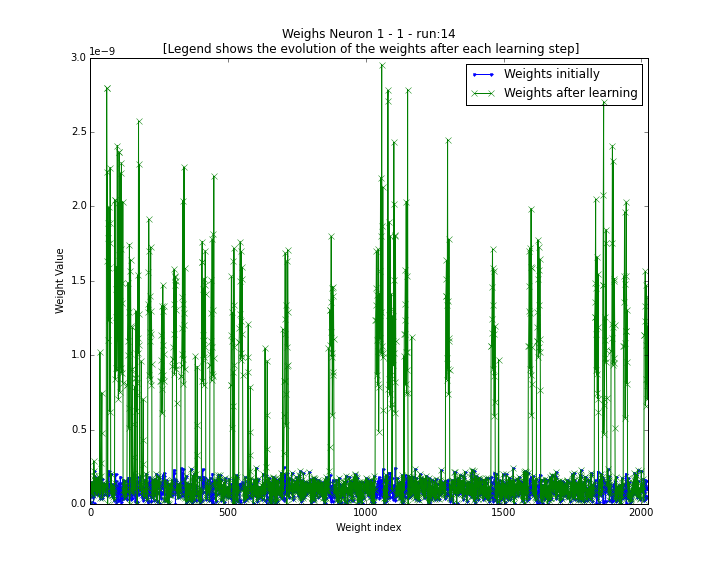 Weighs Neuron 1 - 1 - run:14
[Legend shows the evolution of the weights after each learning step]
1e−9
Weights initially
Weights after learning
3.0
2.5
2.0
1.5
1.0
0.5
0.0
Weight Value
0 500 1000 1500 2000
Weight index